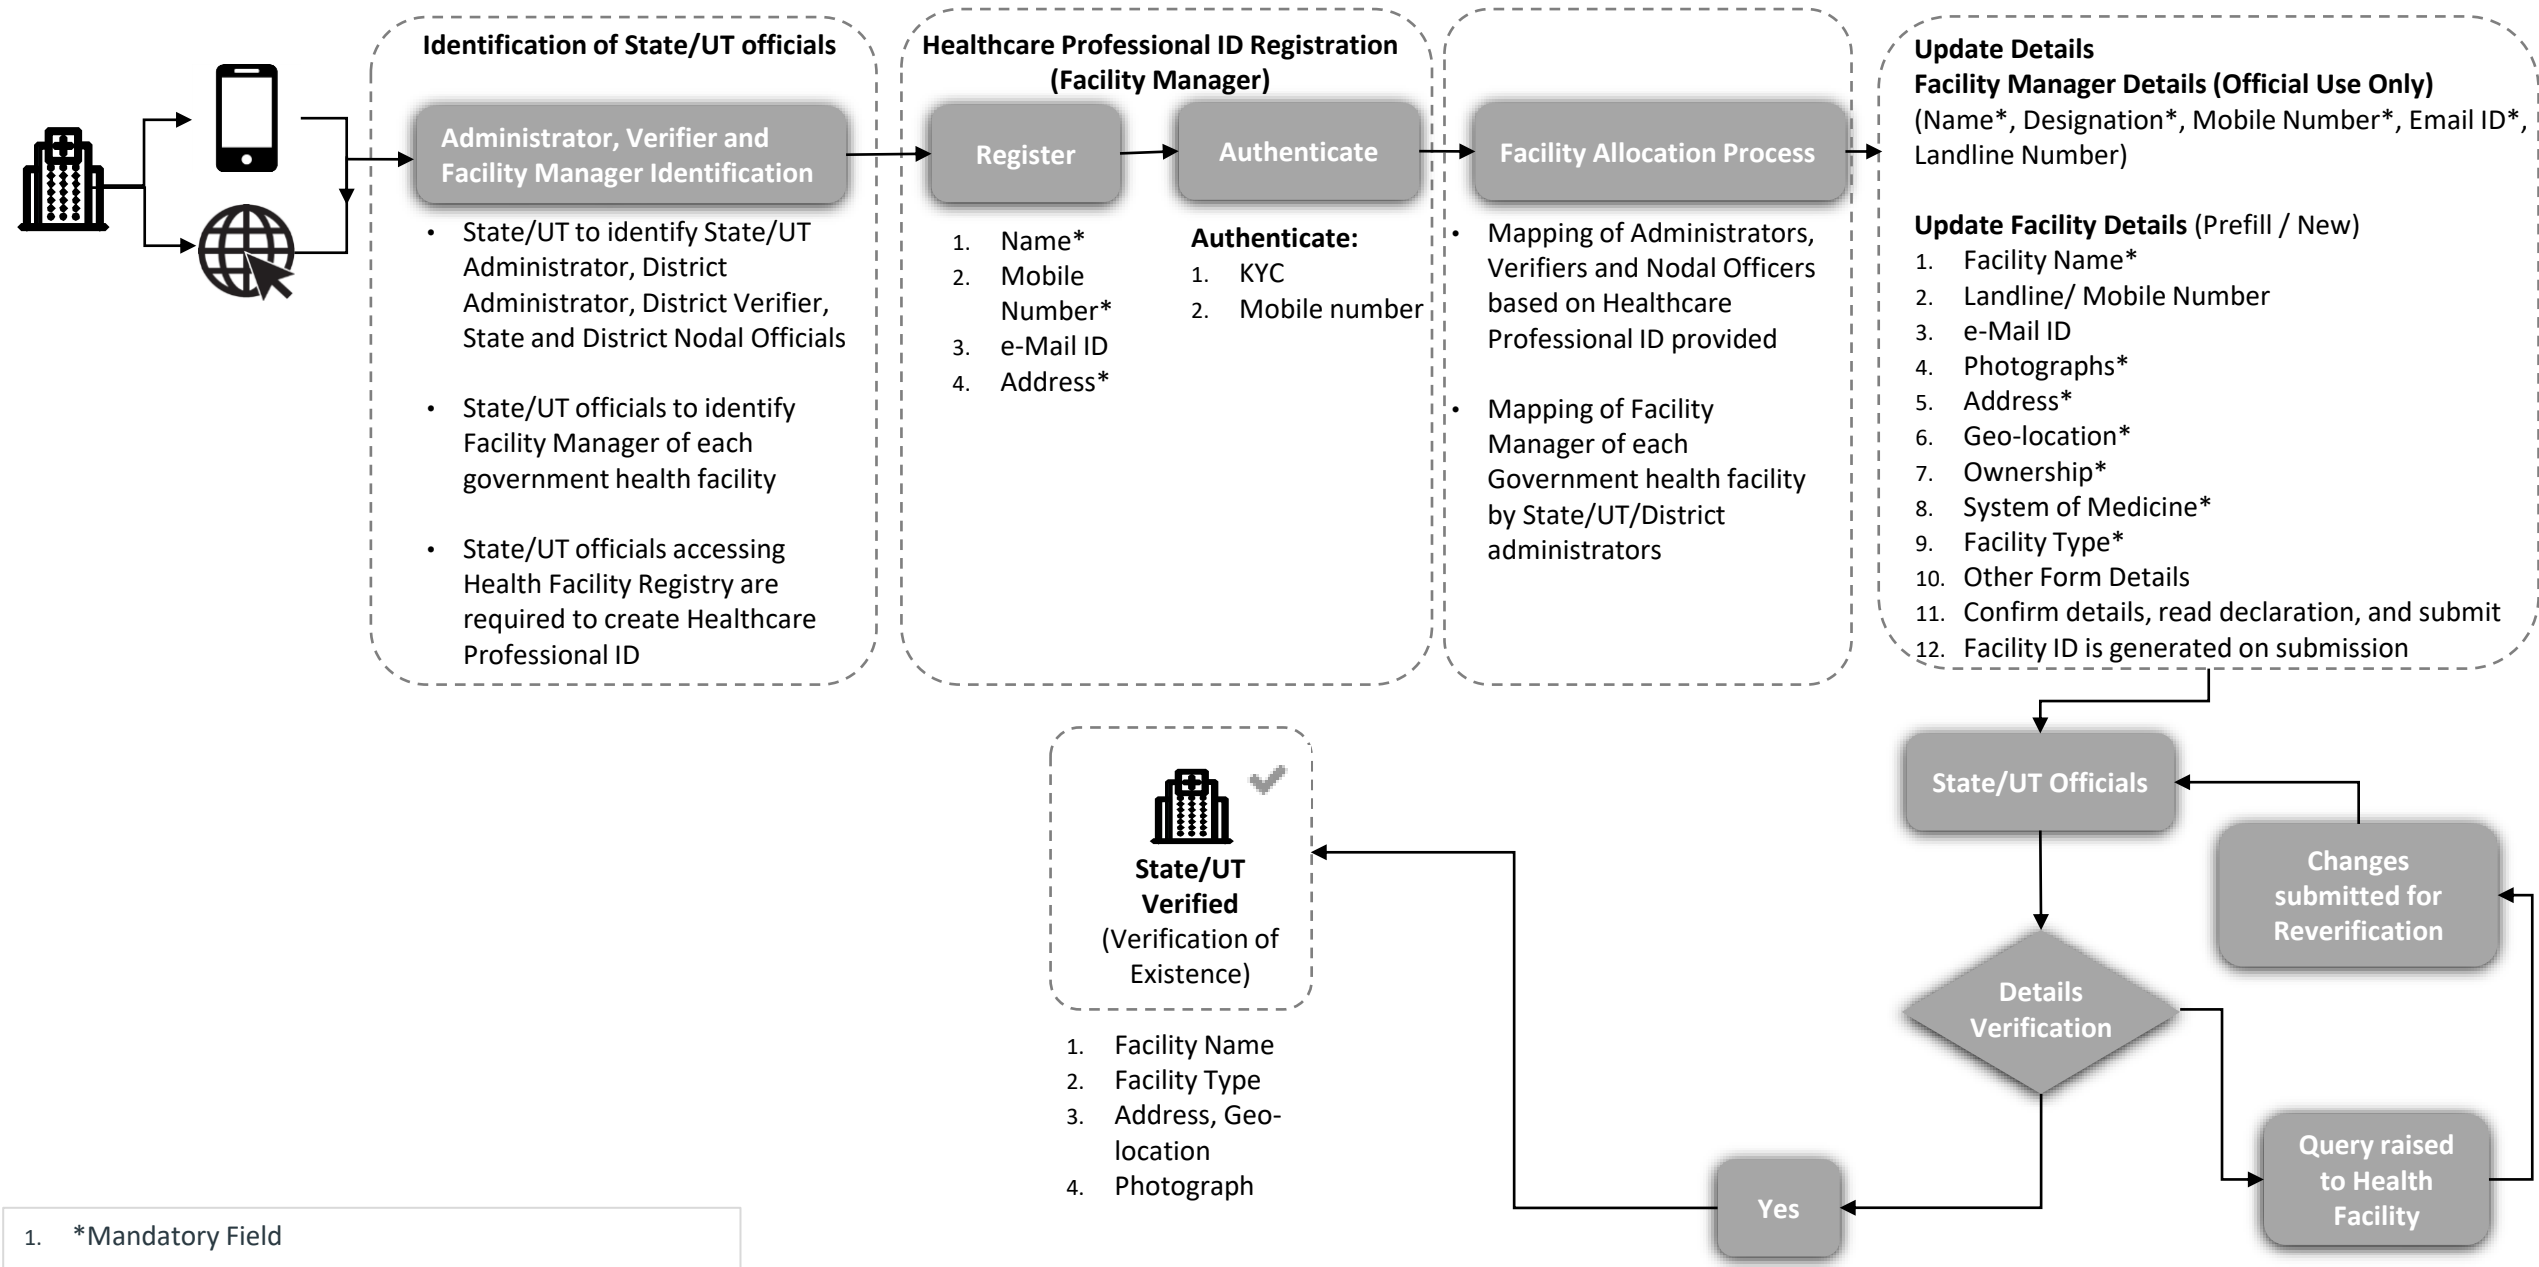 Identification of State/UT officials
Administrator, Verifier and
Facility Manager Identification
• State/UT to identify State/UT
Administrator, District
Administrator, District Verifier,
State and District Nodal Officials
• State/UT officials to identify
Facility Manager of each
government health facility
• State/UT officials accessing
Health Facility Registry are
required to create Healthcare
Professional ID
Healthcare Professional ID Registration
(Facility Manager)
Register
1. Name*
2. Mobile
Number*
3. e-Mail ID
4. Address*
Authenticate
Authenticate:
1. KYC
2. Mobile number
Facility Allocation Process
• Mapping of Administrators,
Verifiers and Nodal Officers
based on Healthcare
Professional ID provided
• Mapping of Facility
Manager of each
Government health facility
by State/UT/District
administrators
Update Details
Facility Manager Details (Official Use Only)
(Name*, Designation*, Mobile Number*, Email ID*,
Landline Number)
Update Facility Details (Prefill / New)
1. Facility Name*
2. Landline/ Mobile Number
3. e-Mail ID
4. Photographs*
5. Address*
6. Geo-location*
7. Ownership*
8. System of Medicine*
9. Facility Type*
10. Other Form Details
11. Confirm details, read declaration, and submit
12. Facility ID is generated on submission
State/UT Officials
Changes
submitted for
Reverification
Details
Verification
Query raised
to Health
Facility
Yes
State/UT
Verified
(Verification of
Existence)
1. Facility Name
2. Facility Type
3. Address, Geo-
location
4. Photograph
1. *Mandatory Field